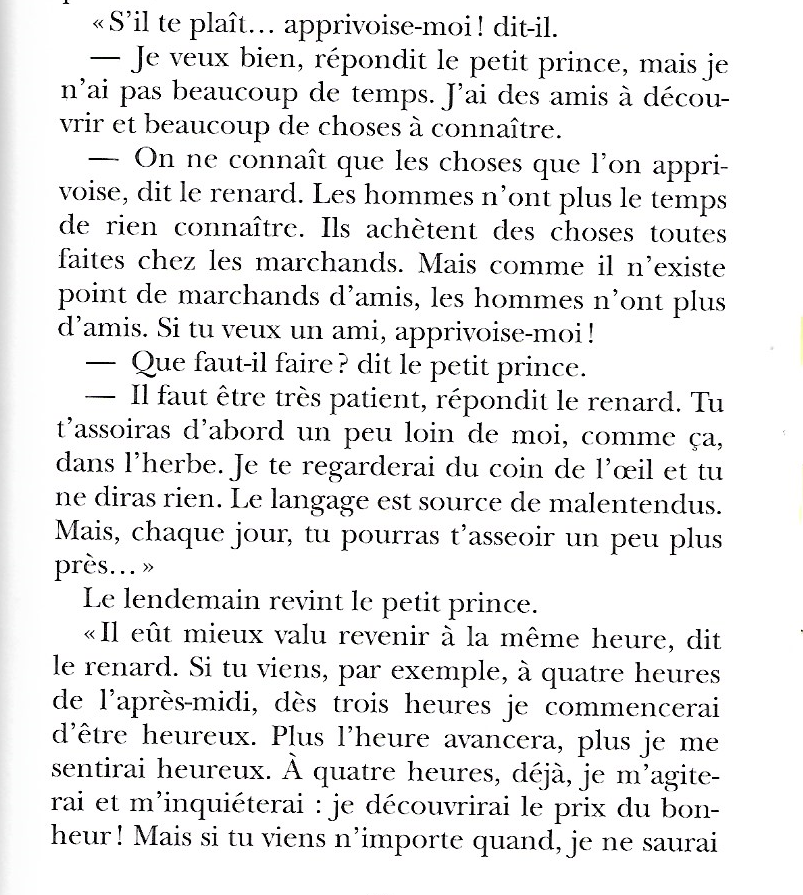 «S’il te plaît… apprivoise-moi! dit-il.
— Je veux bien, répondit le petit prince, mais je
n’ai pas beaucoup de temps. J’ai des amis à décou-
vrir et beaucoup de choses à connaître.
— On ne connaît que les choses que l’on appri-
voise, dit le renard. Les hommes n’ont plus le temps
de rien connaître. Ils achètent des choses toutes
faites chez les marchands. Mais comme il n’existe
point de marchands d’amis, les hommes n’ont plus
d’amis. Si tu veux un ami, apprivoise-moi!
— Que faut-il faire? dit le petit prince.
— Il faut être très patient, répondit le renard. Tu
t’assoiras d’abord un peu loin de moi, comme ça,
dans l’herbe. Je te regarderai du coin de l’œil et tu
ne diras rien. Le langage est source de malentendus.
Mais, chaque jour, tu pourras t’asseoir un peu plus
près…»
Le lendemain revint le petit prince.
«Il eût mieux valu revenir à la même heure, dit
le renard. Si tu viens, par exemple, à quatre heures
de l’après-midi, dès trois heures je commencerai
d’être heureux. Plus l’heure avancera, plus je me
sentirai heureux. À quatre heures, déjà, je m’agite-
rai et m’inquiéterai : je découvrirai le prix du bon-
heur! Mais si tu viens n’importe quand, je ne saurai